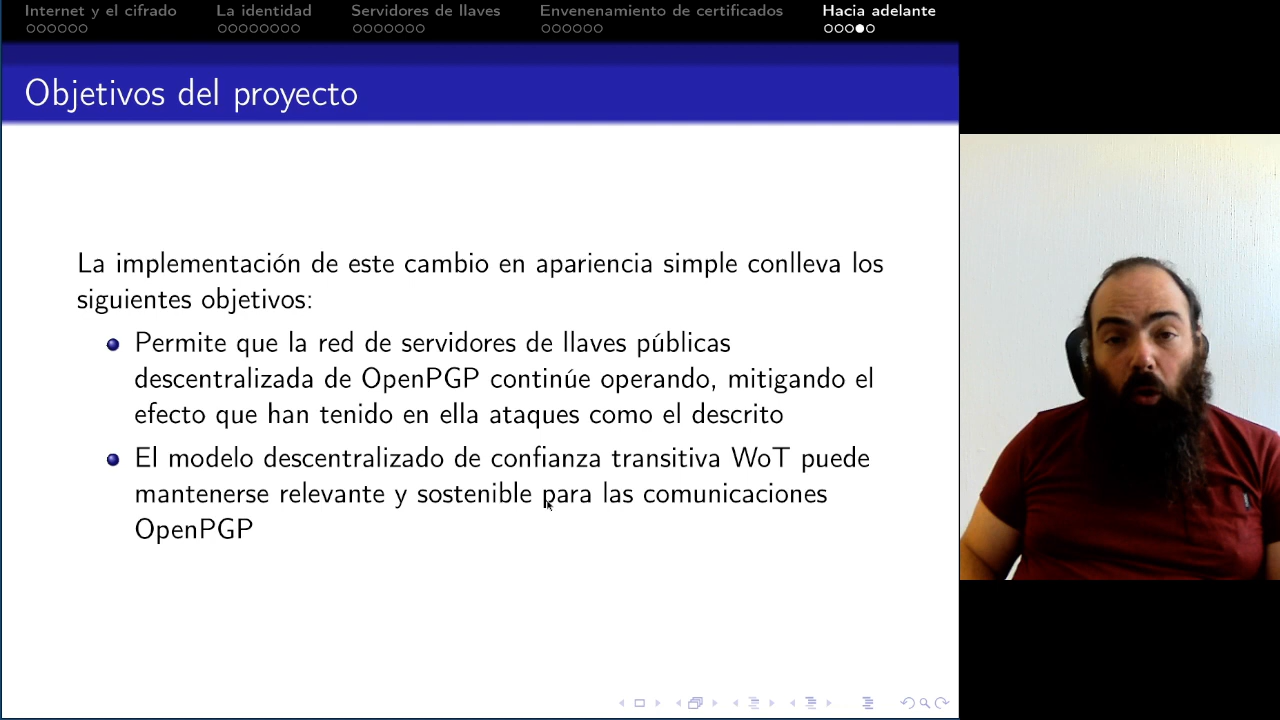 Internet y el cifrado
La identidad
Servidores de llaves
Envenenamiento de certificados
Hacia adelante
Objetivos del proyecto
La implementación de este cambio en apariencia simple conlleva los
siguientes objetivos:
Permite que la red de servidores de llaves públicas
descentralizada de OpenPGP continúe operando, mitigando el
efecto que han tenido en ella ataques como el descrito
El modelo descentralizado de confianza transitiva WoT puede
mantenerse relevante y sostenible para las comunicaciones
OpenPGP